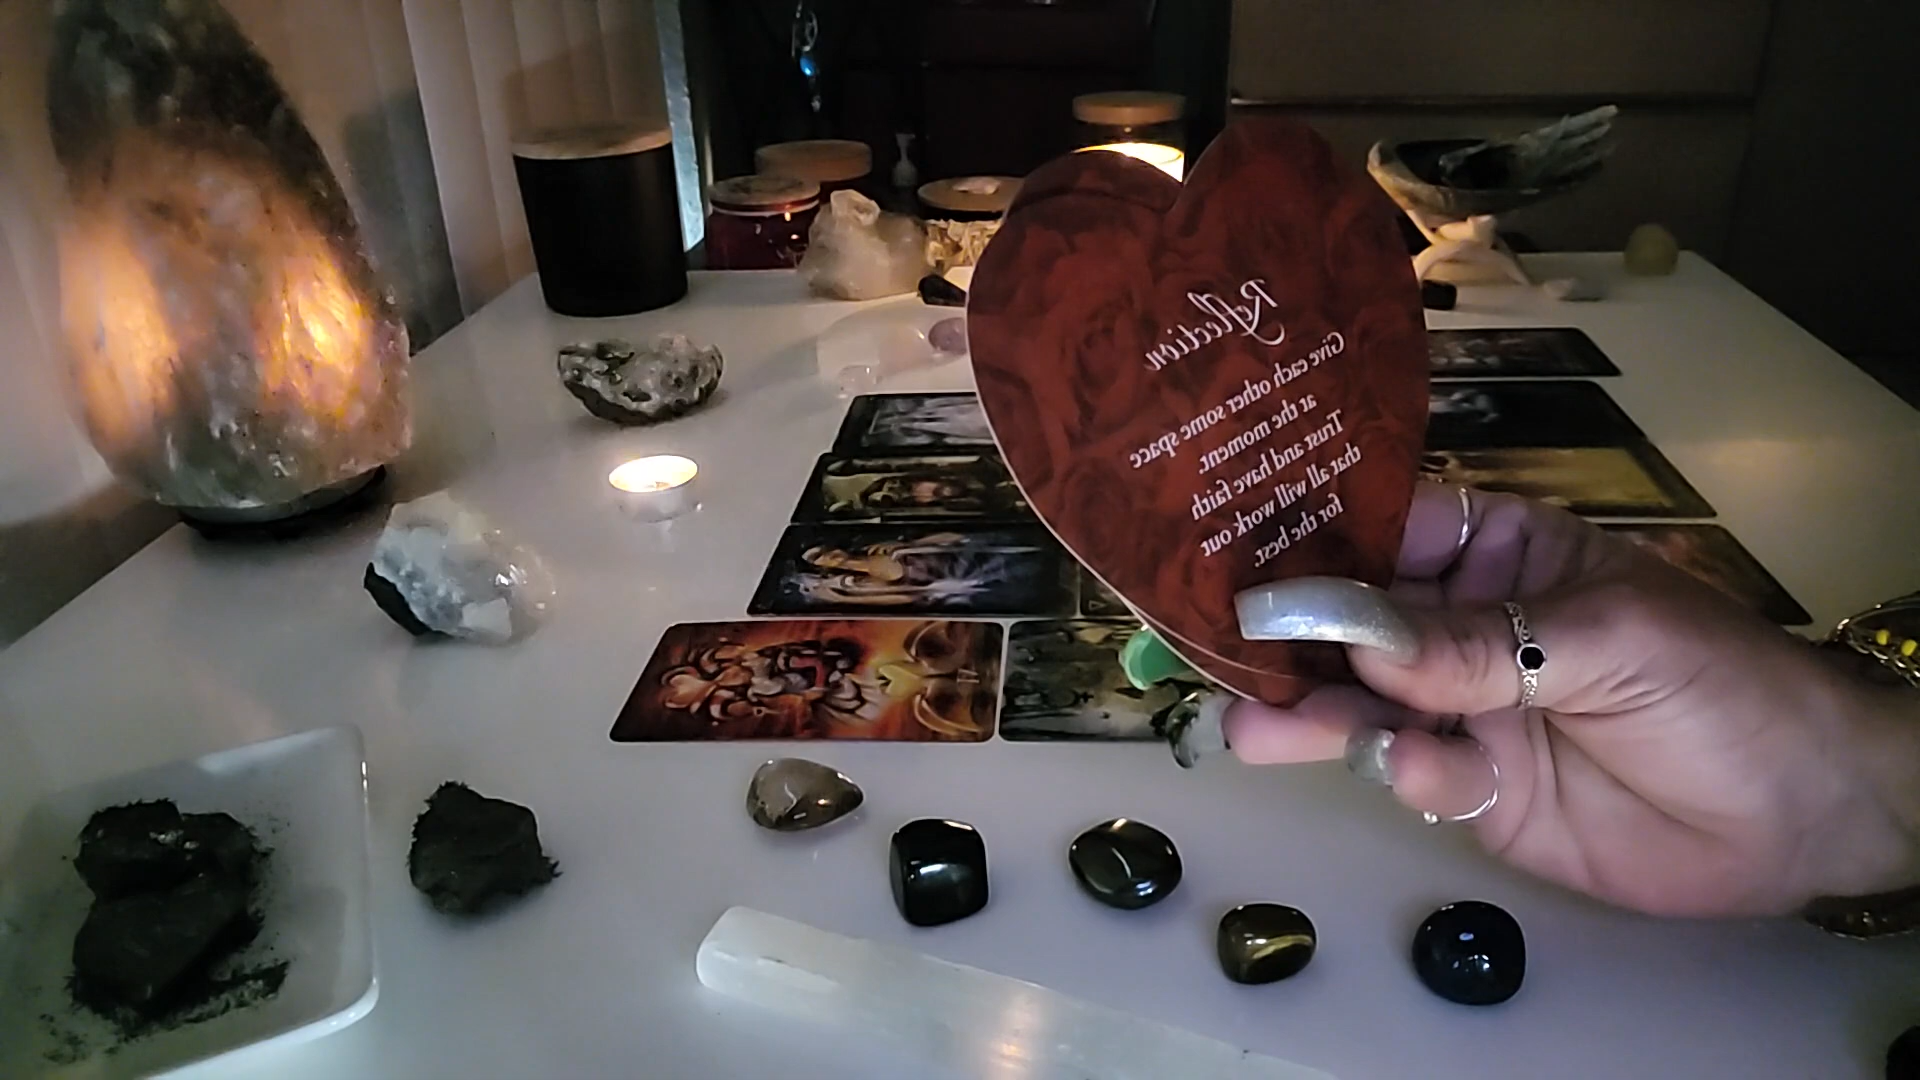 Reflection
Give each other some space
at the moment.
Trust and have faith
that all will work out
for the best.